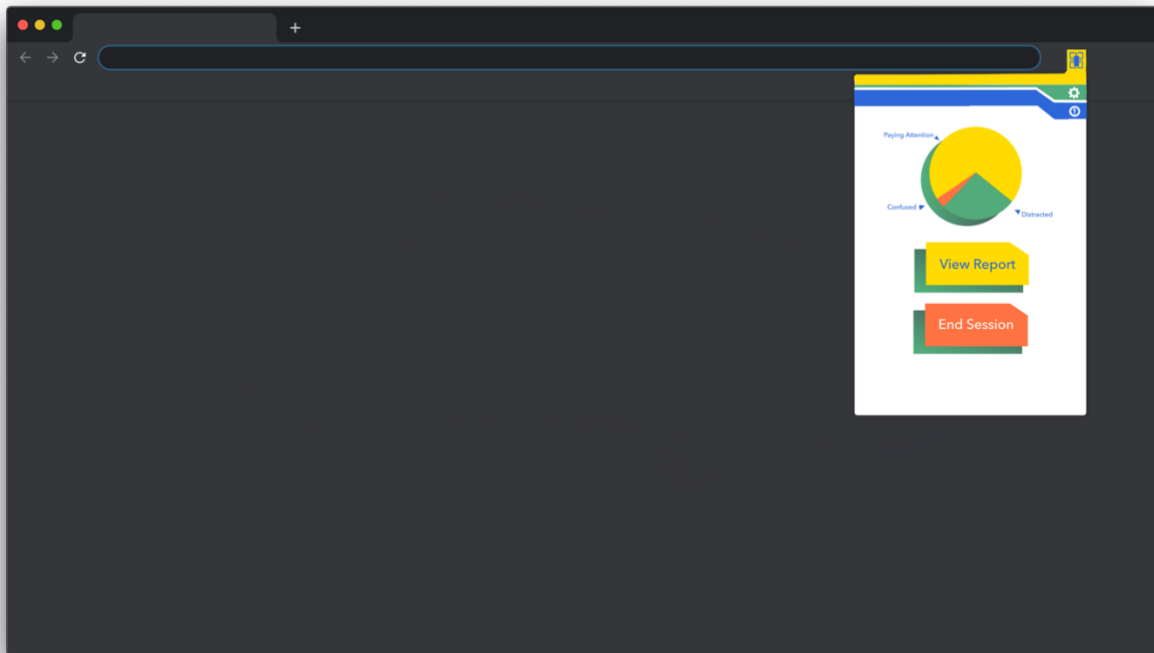 Paying Attention
Confused
Distracted
View Report
End Session